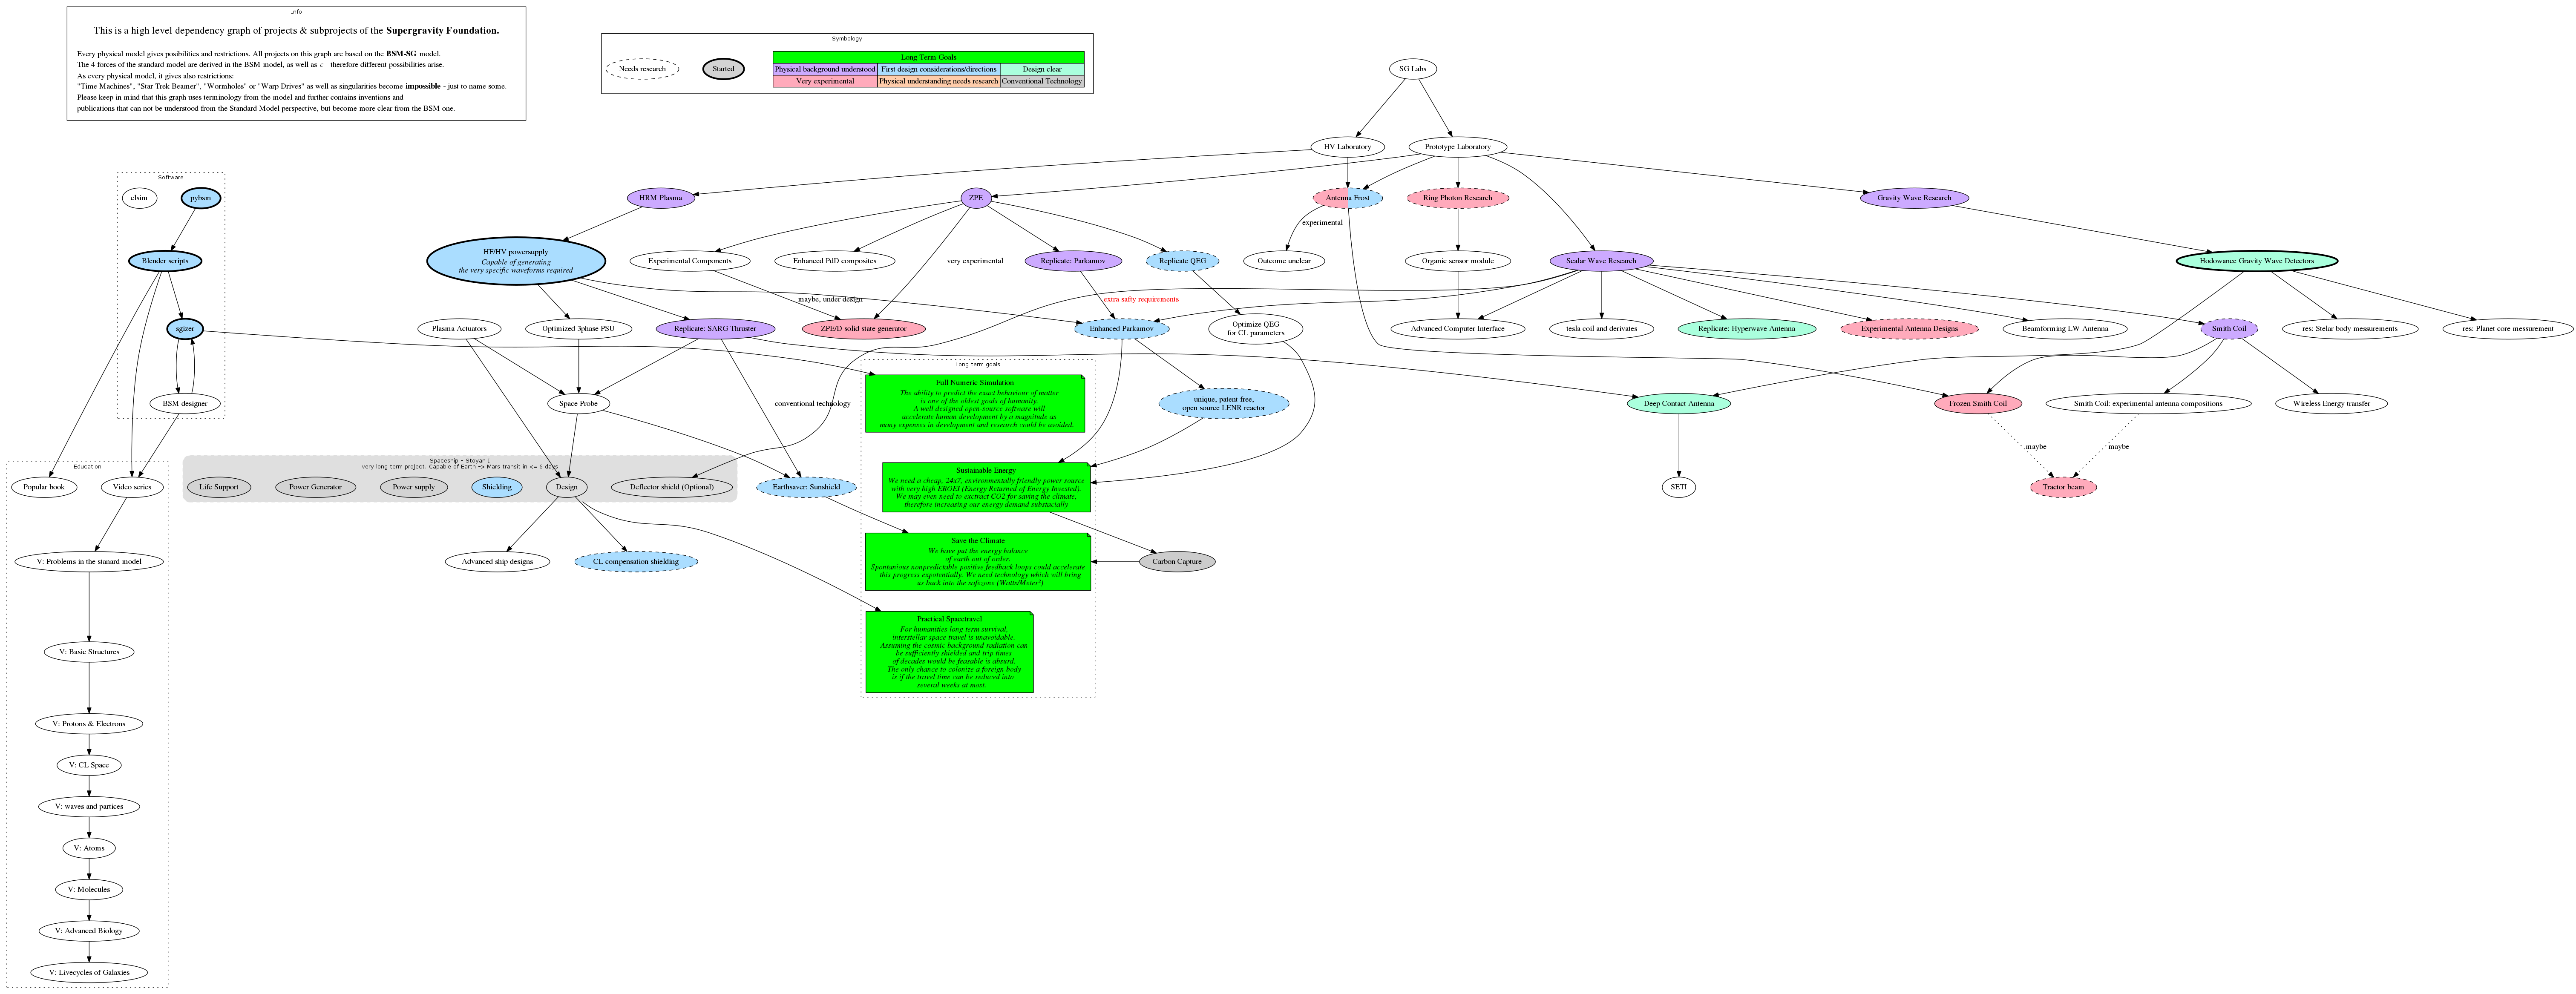 Info
This is a high level dependency graph of projects & subprojects of the Supergravity Foundation.
Every physical model gives posibilities and restrictions. All projects on this graph are based on the BSM-SG model.
The 4 forces of the standard model are derived in the BSM model, as well as c - therefore different possibilities arise.
As every physical model, it gives also restrictions:
"Time Machines", "Star Trek Beamer", "Wormholes" or "Warp Drives" as well as singularities become impossible - just to name some.
Please keep in mind that this graph uses terminology from the model and further contains inventions and
publications that can not be understood from the Standard Model perspective, but become more clear from the BSM one.
Symbology
Needs research
Started
Long Term Goals
Physical background understood
First design considerations/directions
Design clear
Very experimental
Physical understanding needs research
Conventional Technology
SG Labs
HV Laboratory
Prototype Laboratory
Software
clsim
pybsm
HRM Plasma
ZPE
Antenna Frost
Ring Photon Research
Gravity Wave Research
experimental
Blender scripts
HF/HV powersupply
Capable of generating
the very specific waveforms required
Experimental Components
Enhanced PdD composites
very experimental
Replicate: Parkamov
Replicate QEG
Outcome unclear
Organic sensor module
Scalar Wave Research
Hodowance Gravity Wave Detectors
maybe, under design
extra safty requirements
sgizer
Plasma Actuators
Optimized 3phase PSU
Replicate: SARG Thruster
ZPE/D solid state generator
Enhanced Parkamov
Optimize QEG
for CL parameters
Advanced Computer Interface
tesla coil and derivates
Replicate: Hyperwave Antenna
Experimental Antenna Designs
Beamforming LW Antenna
Smith Coil
res: Stelar body messurements
res: Planet core messurement
BSM designer
Space Probe
conventional technology
Long term goals
Full Numeric Simulation
The ability to predict the exact behaviour of matter
is one of the oldest goals of humanity.
A well designed open-source software will
accelerate human development by a magnitude as
many expenses in development and research could be avoided.
unique, patent free,
open source LENR reactor
Deep Contact Antenna
Frozen Smith Coil
Smith Coil: experimental antenna compositions
Wireless Energy transfer
maybe
maybe
Education
Popular book
Video series
Spaceship - Stoyan I
very long term project. Capable of Earth -> Mars transit in <= 6 days
Life Support
Power Generator
Power supply
Shielding
Design
Deflector shield (Optional)
Earthsaver: Sunshield
Sustainable Energy
We need a cheap, 24x7, environmentally friendly power source
with very high EROEI (Energy Returned of Energy Invested).
We may even need to exctract CO2 for saving the climate,
therefore increasing our energy demand substacially
SETI
Tractor beam
V: Problems in the stanard model
Advanced ship designs
CL compensation shielding
Save the Climate
We have put the energy balance
of earth out of order.
Spontanious nonpredictable positive feedback loops could accelerate
this progress expotentially. We need technology which will bring
us back into the safezone (Watts/Meter²)
Carbon Capture
Practical Spacetravel
For humanities long term survival,
interstellar space travel is unavoidable.
Assuming the cosmic background radiation can
be sufficiently shielded and trip times
of decades would be feasable is absurd.
The only chance to colonize a foreign body
is if the travel time can be reduced into
several weeks at most.
V: Basic Structures
V: Protons & Electrons
V: CL Space
V: waves and partices
V: Atoms
V: Molecules
V: Advanced Biology
V: Livecycles of Galaxies